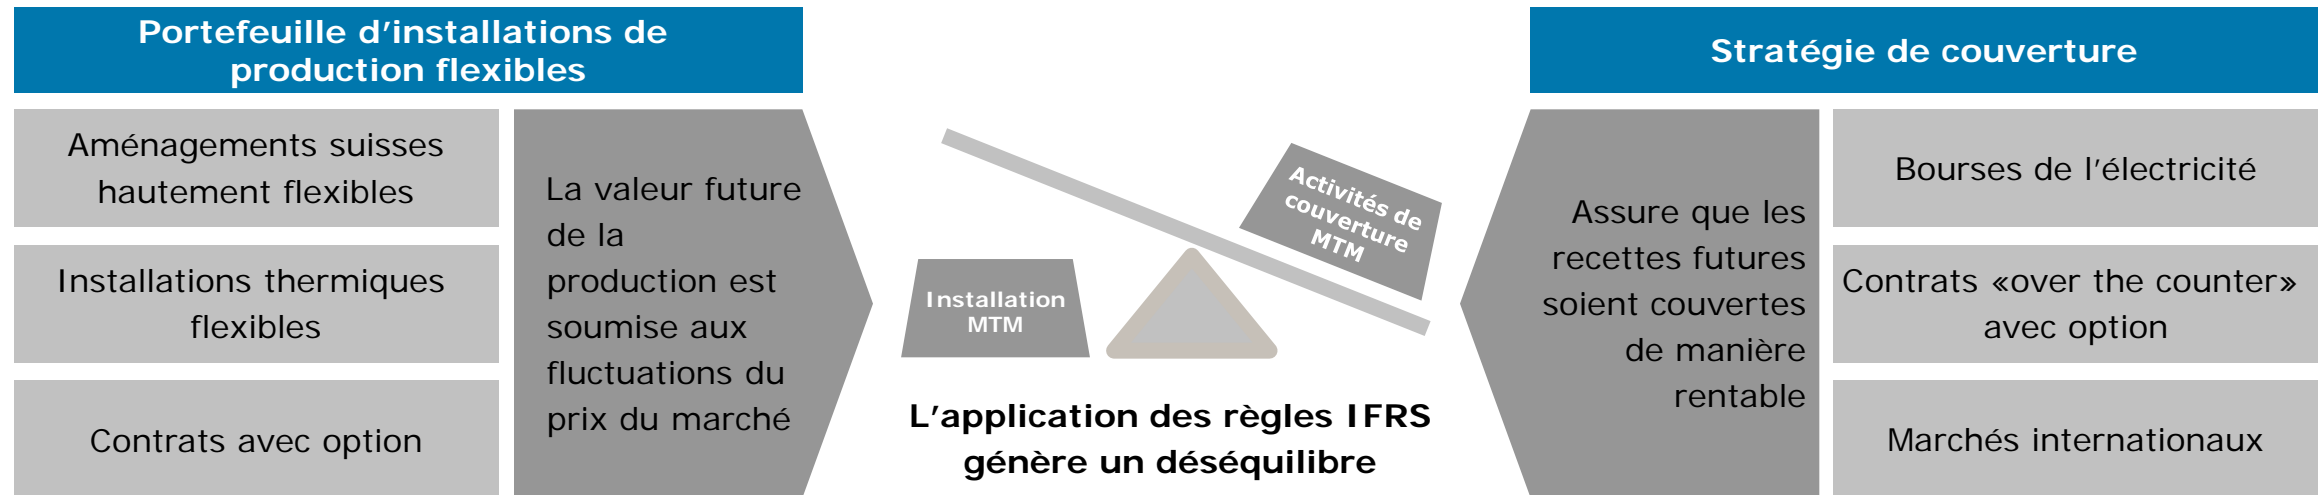 Portefeuille d’installations de
production flexibles
Aménagements suisses
hautement flexibles
Installations thermiques
flexibles
Contrats avec option
La valeur future
de la
production est
soumise aux
fluctuations du
prix du marché
Installation
MTM
Activités de
couverture
MTM
L’application des règles IFRS
génère un déséquilibre
Stratégie de couverture
Assure que les
recettes futures
soient couvertes
de manière
rentable
Bourses de l’électricité
Contrats «over the counter»
avec option
Marchés internationaux